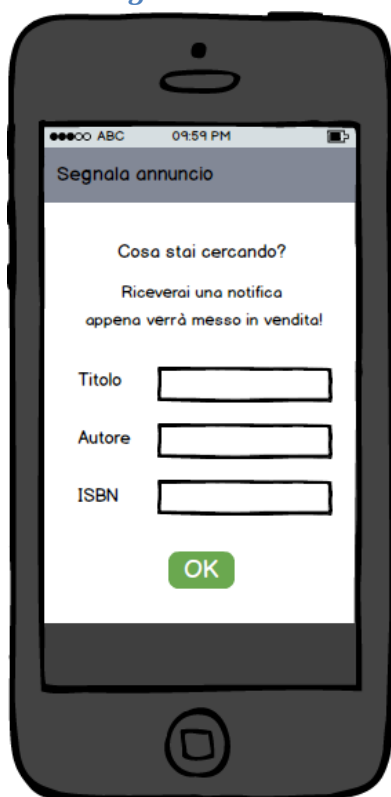 ABC 09:59 PM
Segnala annuncio
Cosa stai cercando?
Riceverai una notifica
appena verrà messo in vendita!
Titolo
Autore
ISBN
OK